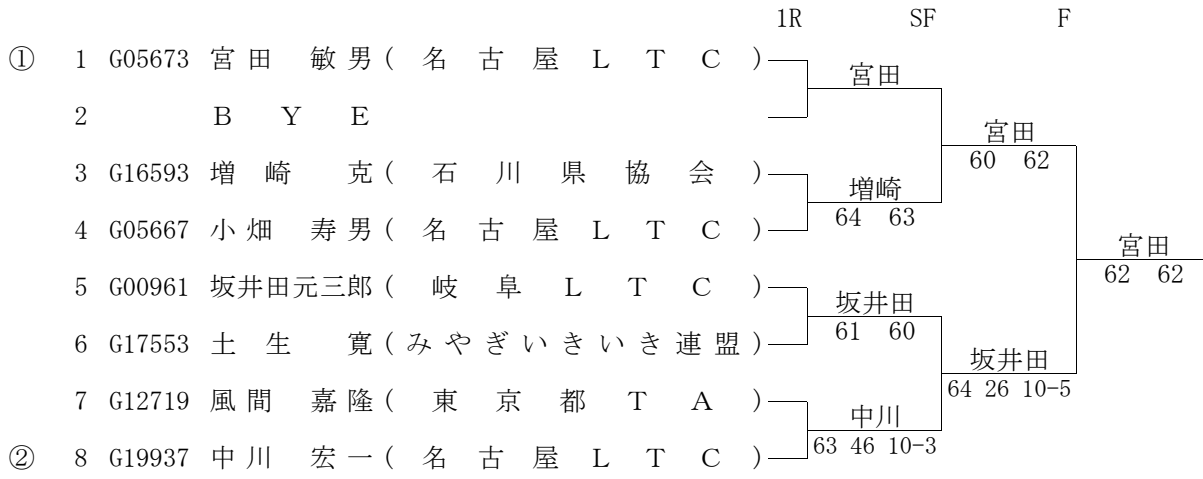 1R SF F
① 1 G05673 宮田 敏男(名古屋LTC)
宮田
2 BYE
宮田
60 62
3 G16593 増崎 克(石川県協会)
増崎
64 63
4 G05667 小畑 寿男(名古屋LTC)
宮田
62 62
5 G00961 坂井田元三郎(岐阜LTC)
坂井田
61 60
6 G17553 土生 寛(みやぎいきいき連盟)
坂井田
64 26 10-5
7 G12719 風間 嘉隆(東京都TA)
中川
63 46 10-3
② 8 G19937 中川 宏一(名古屋LTC)